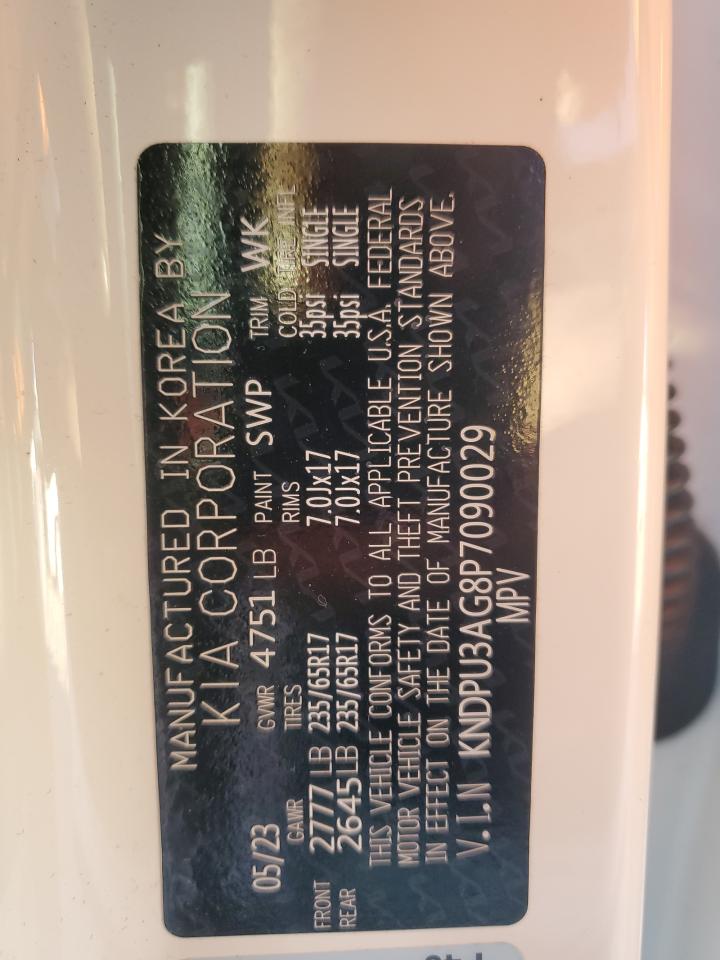 MANUFACTURED IN KOREA BY
KIA CORPORATION
05/23 GVWR 4751 LB PAINT SWP TRIM WK
GAWR TIRES RIMS COLD TIRE INFL
FRONT 2777 LB 235/65R17 7.0Jx17 35psi SINGLE
REAR 2645 LB 235/65R17 7.0Jx17 35psi SINGLE
THIS VEHICLE CONFORMS TO ALL APPLICABLE U.S.A. FEDERAL
MOTOR VEHICLE SAFETY AND THEFT PREVENTION STANDARDS
IN EFFECT ON THE DATE OF MANUFACTURE SHOWN ABOVE.
V.I.N KNDPU3AG8P7090029
MPV